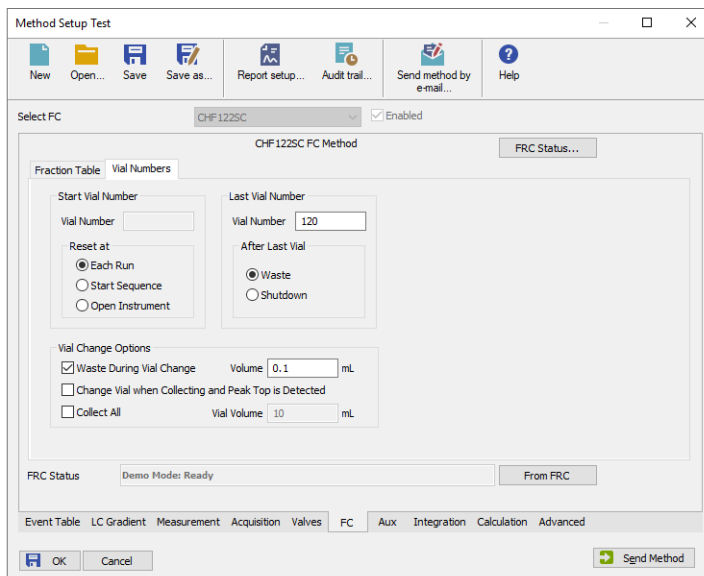 Method Setup Test
New Open... Save Save as... Report setup... Audit trail... Send method by e-mail... Help
Select FC CHF122SC Enabled
CHF122SC FC Method FRC Status...
Fraction Table Vial Numbers
Start Vial Number Last Vial Number
Vial Number Vial Number 120
Reset at After Last Vial
Each Run Waste
Start Sequence Shutdown
Open Instrument
Vial Change Options
Waste During Vial Change Volume 0.1 mL
Change Vial when Collecting and Peak Top is Detected
Collect All Vial Volume 10 mL
FRC Status Demo Mode: Ready From FRC
Event Table LC Gradient Measurement Acquisition Valves FC Aux Integration Calculation Advanced
OK Cancel Send Method